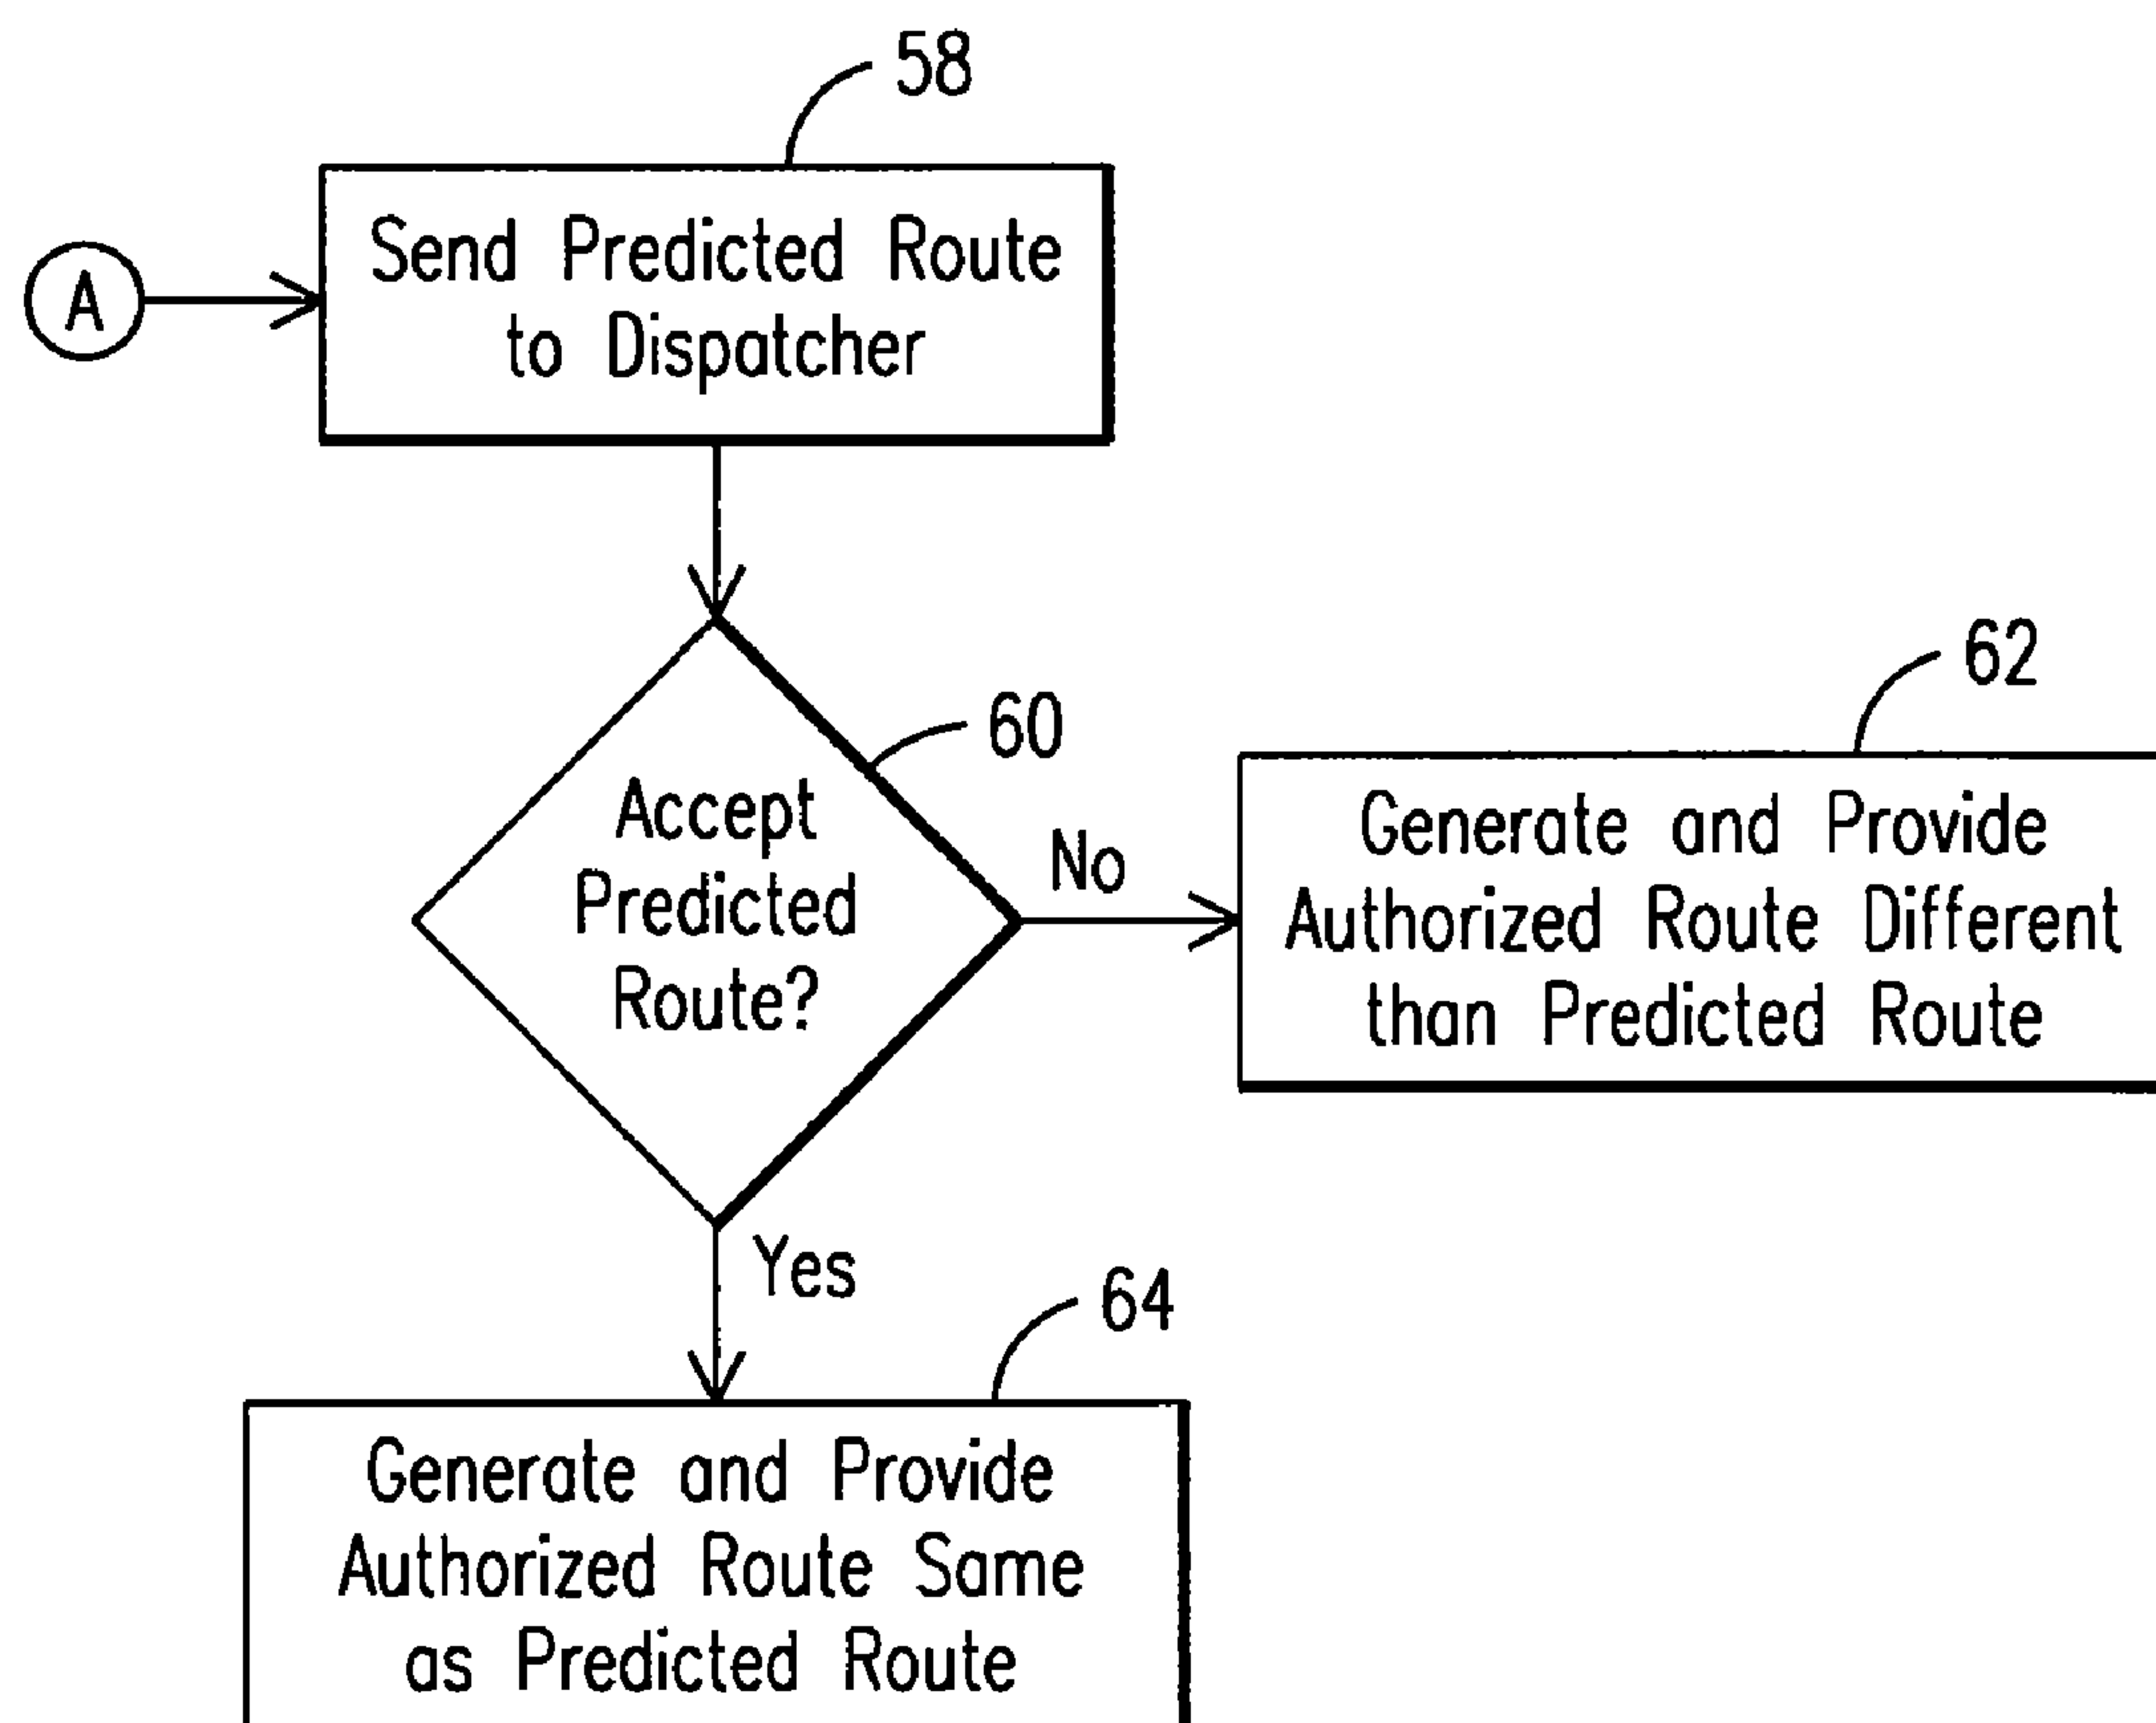 58
A
Send Predicted Route
to Dispatcher
60
Accept
Predicted
Route?
No
62
Generate and Provide
Authorized Route Different
than Predicted Route
Yes
64
Generate and Provide
Authorized Route Same
as Predicted Route